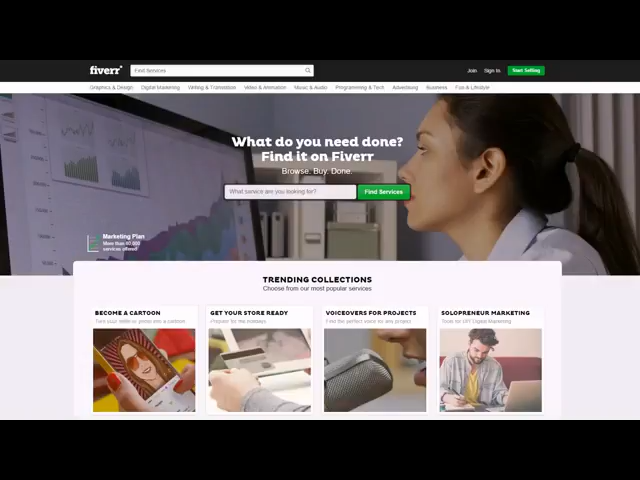 fiverr
Find Services
Join
Sign In
Start Selling
Graphics & Design
Digital Marketing
Writing & Translation
Video & Animation
Music & Audio
Programming & Tech
Advertising
Business
Fun & Lifestyle
What do you need done?
Find it on Fiverr
Browse. Buy. Done.
What service are you looking for?
Find Services
Marketing Plan
More than 60,000
services offered!
TRENDING COLLECTIONS
Choose from our most popular services
BECOME A CARTOON
Turn your favorite photo into a cartoon
GET YOUR STORE READY
Prepare for the holidays
VOICEOVERS FOR PROJECTS
Find the perfect voice for any project
SOLOPRENEUR MARKETING
Tools for DIY Digital Marketing